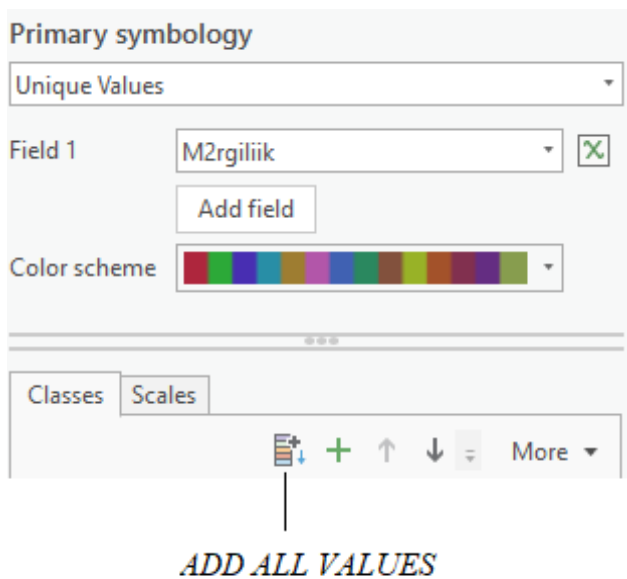 Primary symbology
Unique Values
Field 1 M2rgiliik
Add field
Color scheme
Classes Scales
More
ADD ALL VALUES